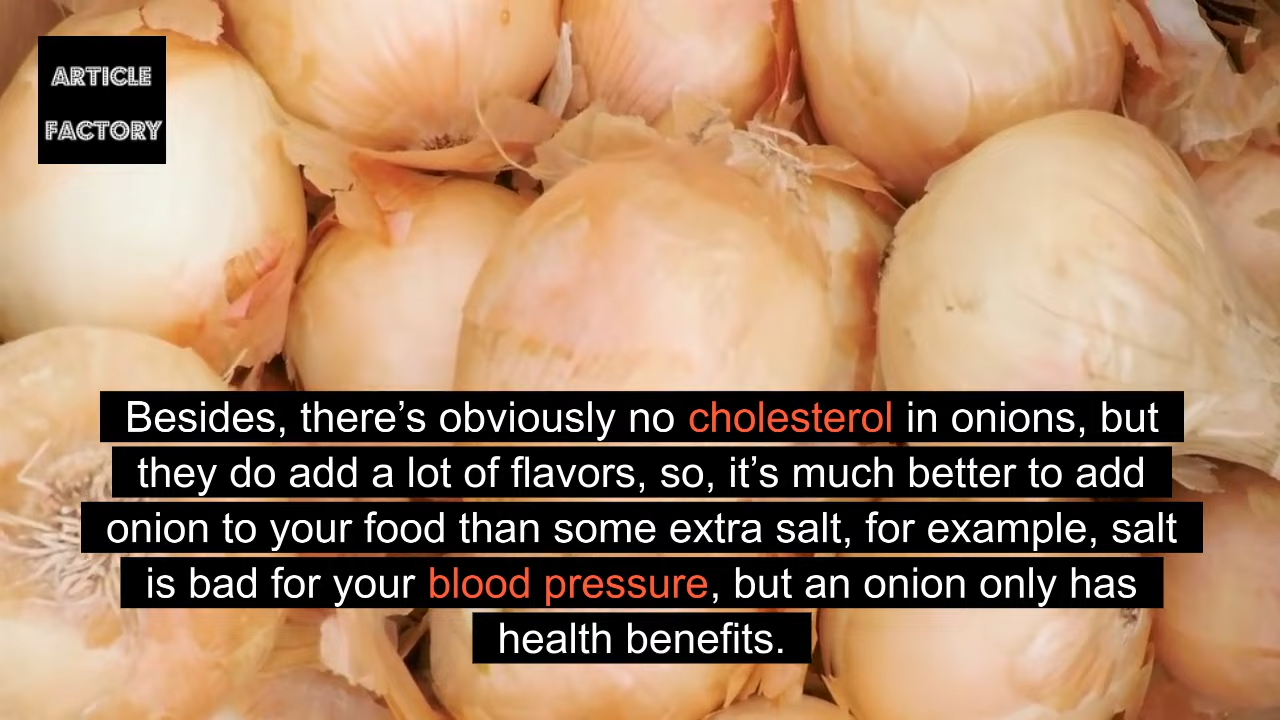 ARTICLE
FACTORY
Besides, there’s obviously no cholesterol in onions, but
they do add a lot of flavors, so, it’s much better to add
onion to your food than some extra salt, for example, salt
is bad for your blood pressure, but an onion only has
health benefits.